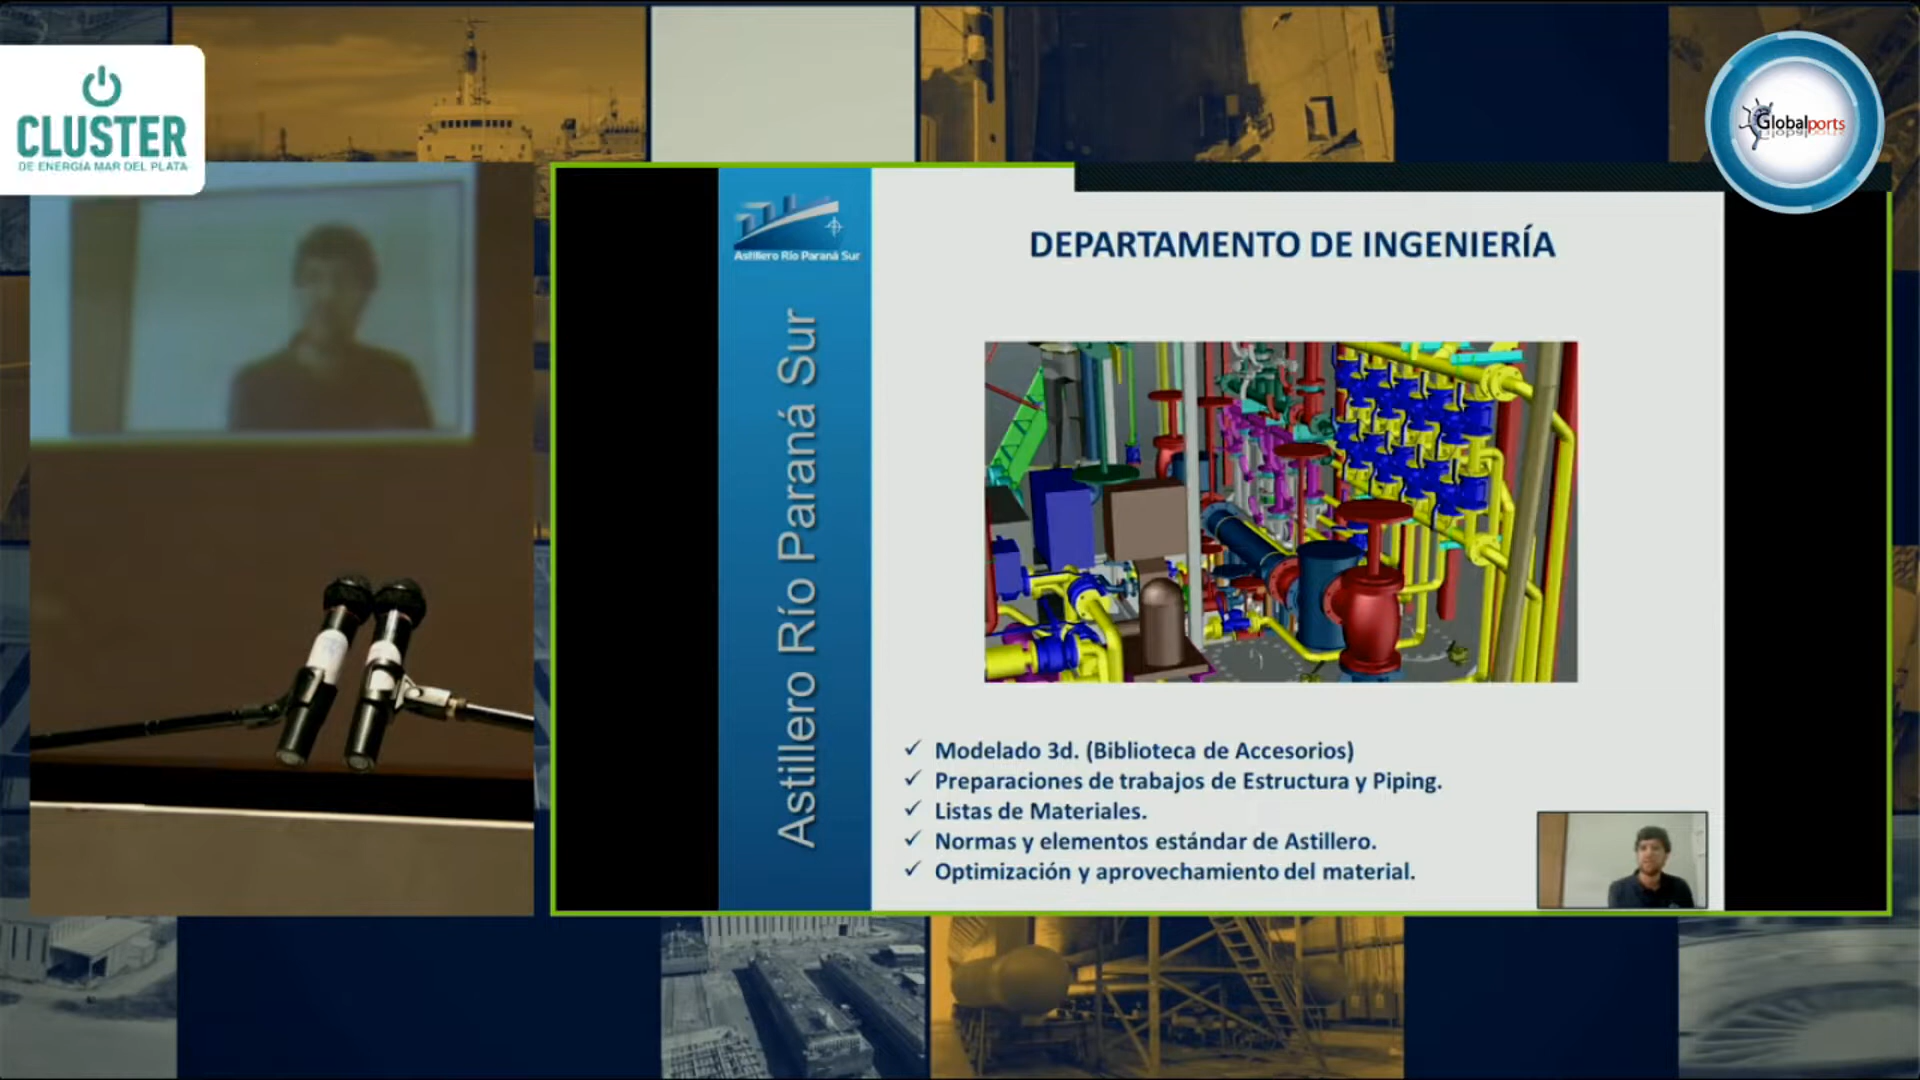 CLUSTER
DE ENERGIA MAR DEL PLATA
Globalports
Astillero Río Paraná Sur
Astillero Río Paraná Sur
DEPARTAMENTO DE INGENIERÍA
✓ Modelado 3d. (Biblioteca de Accesorios)
✓ Preparaciones de trabajos de Estructura y Piping.
✓ Listas de Materiales.
✓ Normas y elementos estándar de Astillero.
✓ Optimización y aprovechamiento del material.